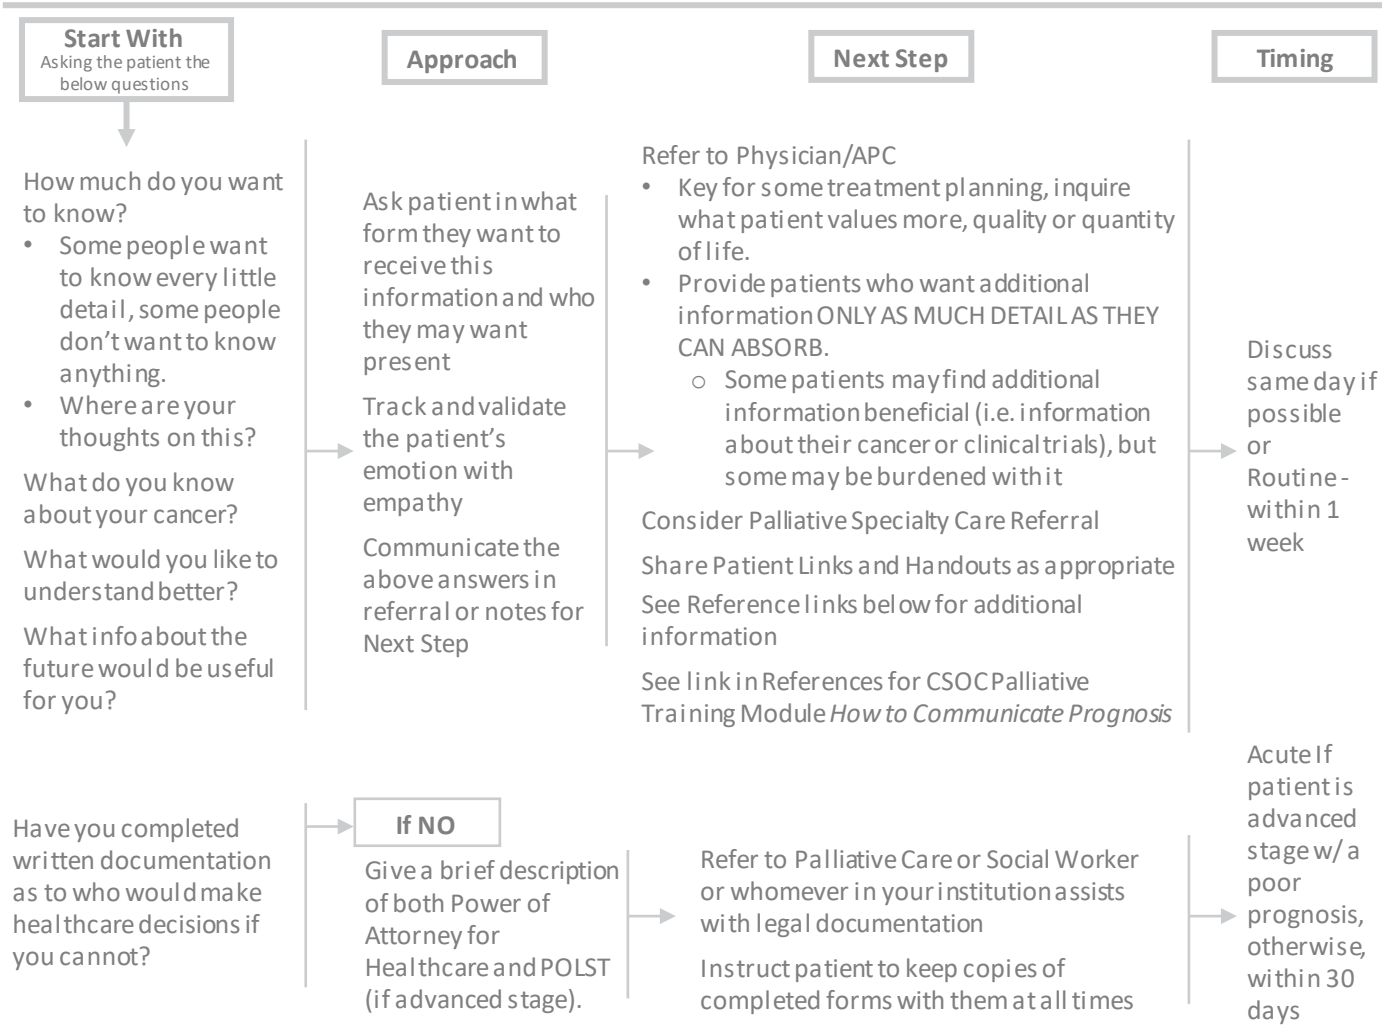 Start With
Asking the patient the
below questions
Approach
Next Step
Timing
How much do you want
to know?
• Some people want
to know every little
detail, some people
don't want to know
anything.
• Where are your
thoughts on this?
What do you know
about your cancer?
What would you like to
understand better?
What info about the
future would be useful
for you?
Ask patient in what
form they want to
receive this
information and who
they may want
present
Track and validate
the patient's
emotion with
empathy
Communicate the
above answers in
referral or notes for
Next Step
Refer to Physician/APC
• Key for some treatment planning, inquire
what patient values more, quality or quantity
of life.
• Provide patients who want additional
information ONLY AS MUCH DETAIL AS THEY
CAN ABSORB.
o Some patients may find additional
information beneficial (i.e. information
about their cancer or clinical trials), but
some may be burdened with it
Consider Palliative Specialty Care Referral
Share Patient Links and Handouts as appropriate
See Reference links below for additional
information
See link in References for CSOC Palliative
Training Module How to Communicate Prognosis
Discuss
same day if
possible
or
Routine -
within 1
week
Have you completed
written documentation
as to who would make
healthcare decisions if
you cannot?
If NO
Give a brief description
of both Power of
Attorney for
Healthcare and POLST
(if advanced stage).
Refer to Palliative Care or Social Worker
or whomever in your institution assists
with legal documentation
Instruct patient to keep copies of
completed forms with them at all times
Acute If
patient is
advanced
stage w/ a
poor
prognosis,
otherwise,
within 30
days